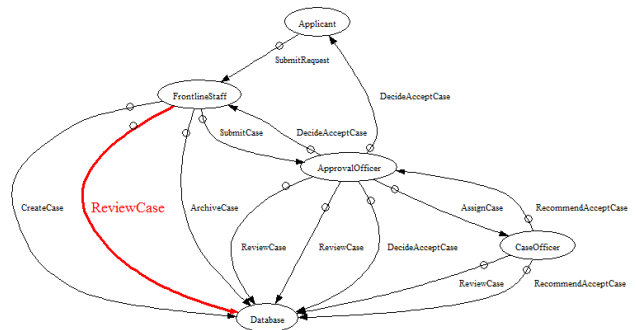 Applicant
SubmitRequest
FrontlineStaff
DecideAcceptCase
SubmitCase
DecideAcceptCase
ApprovalOfficer
CreateCase
ReviewCase
ArchiveCase
AssignCase
RecommendAcceptCase
ReviewCase
ReviewCase
DecideAcceptCase
CaseOfficer
ReviewCase
RecommendAcceptCase
Database